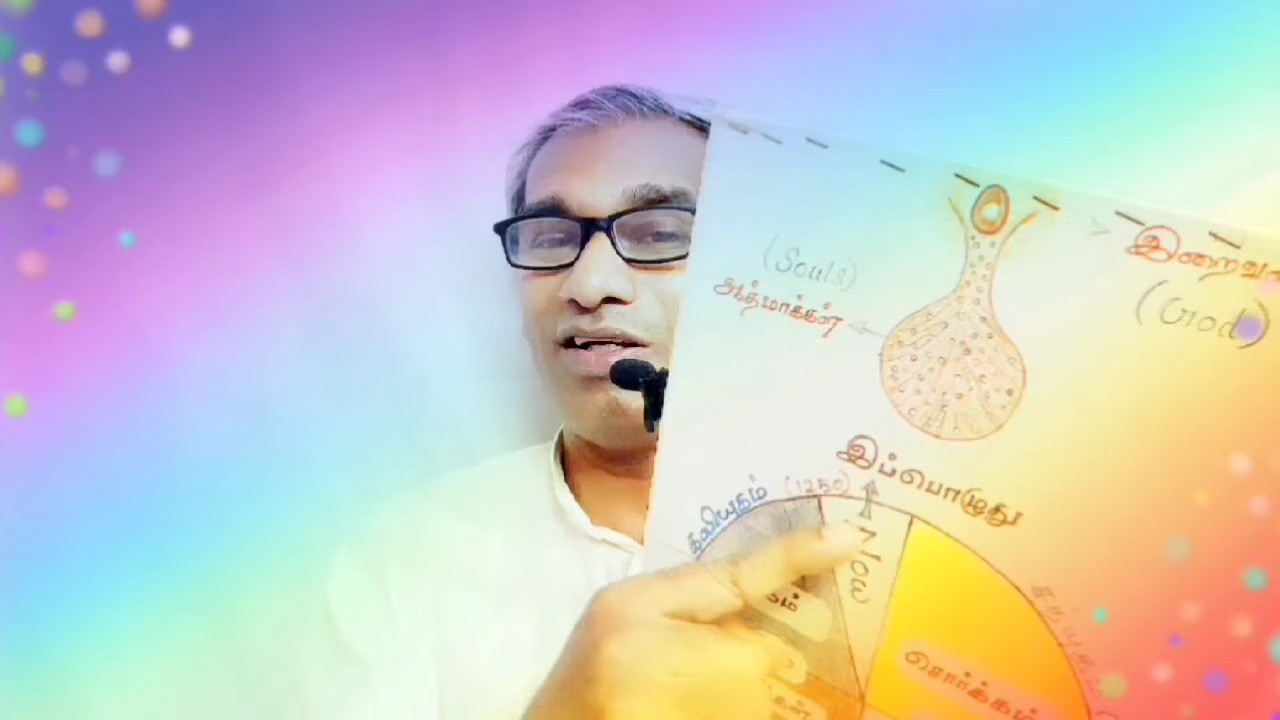 (Souls)
ஆத்மாக்கள்
இறைவ
(God)
இப்பொழுது
கலியுகம்
(1250)
NOW
சொர்க்கம்